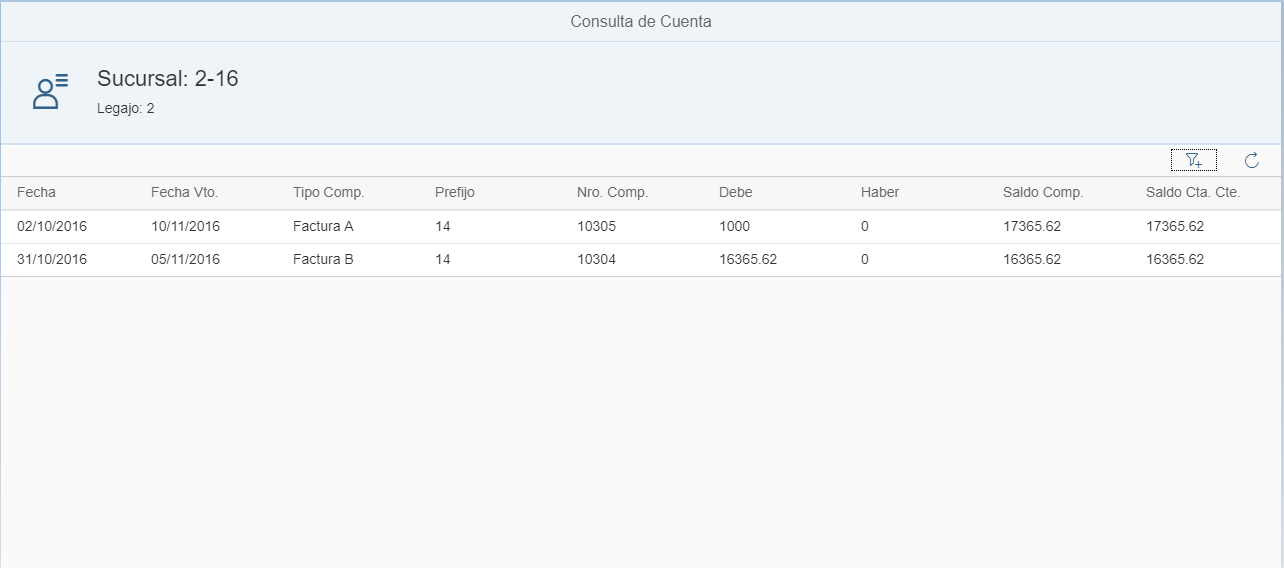 Consulta de Cuenta
Sucursal: 2-16
Legajo: 2
Fecha Fecha Vto. Tipo Comp. Prefijo Nro. Comp. Debe Haber Saldo Comp. Saldo Cta. Cte.
02/10/2016 10/11/2016 Factura A 14 10305 1000 0 17365.62 17365.62
31/10/2016 05/11/2016 Factura B 14 10304 16365.62 0 16365.62 16365.62